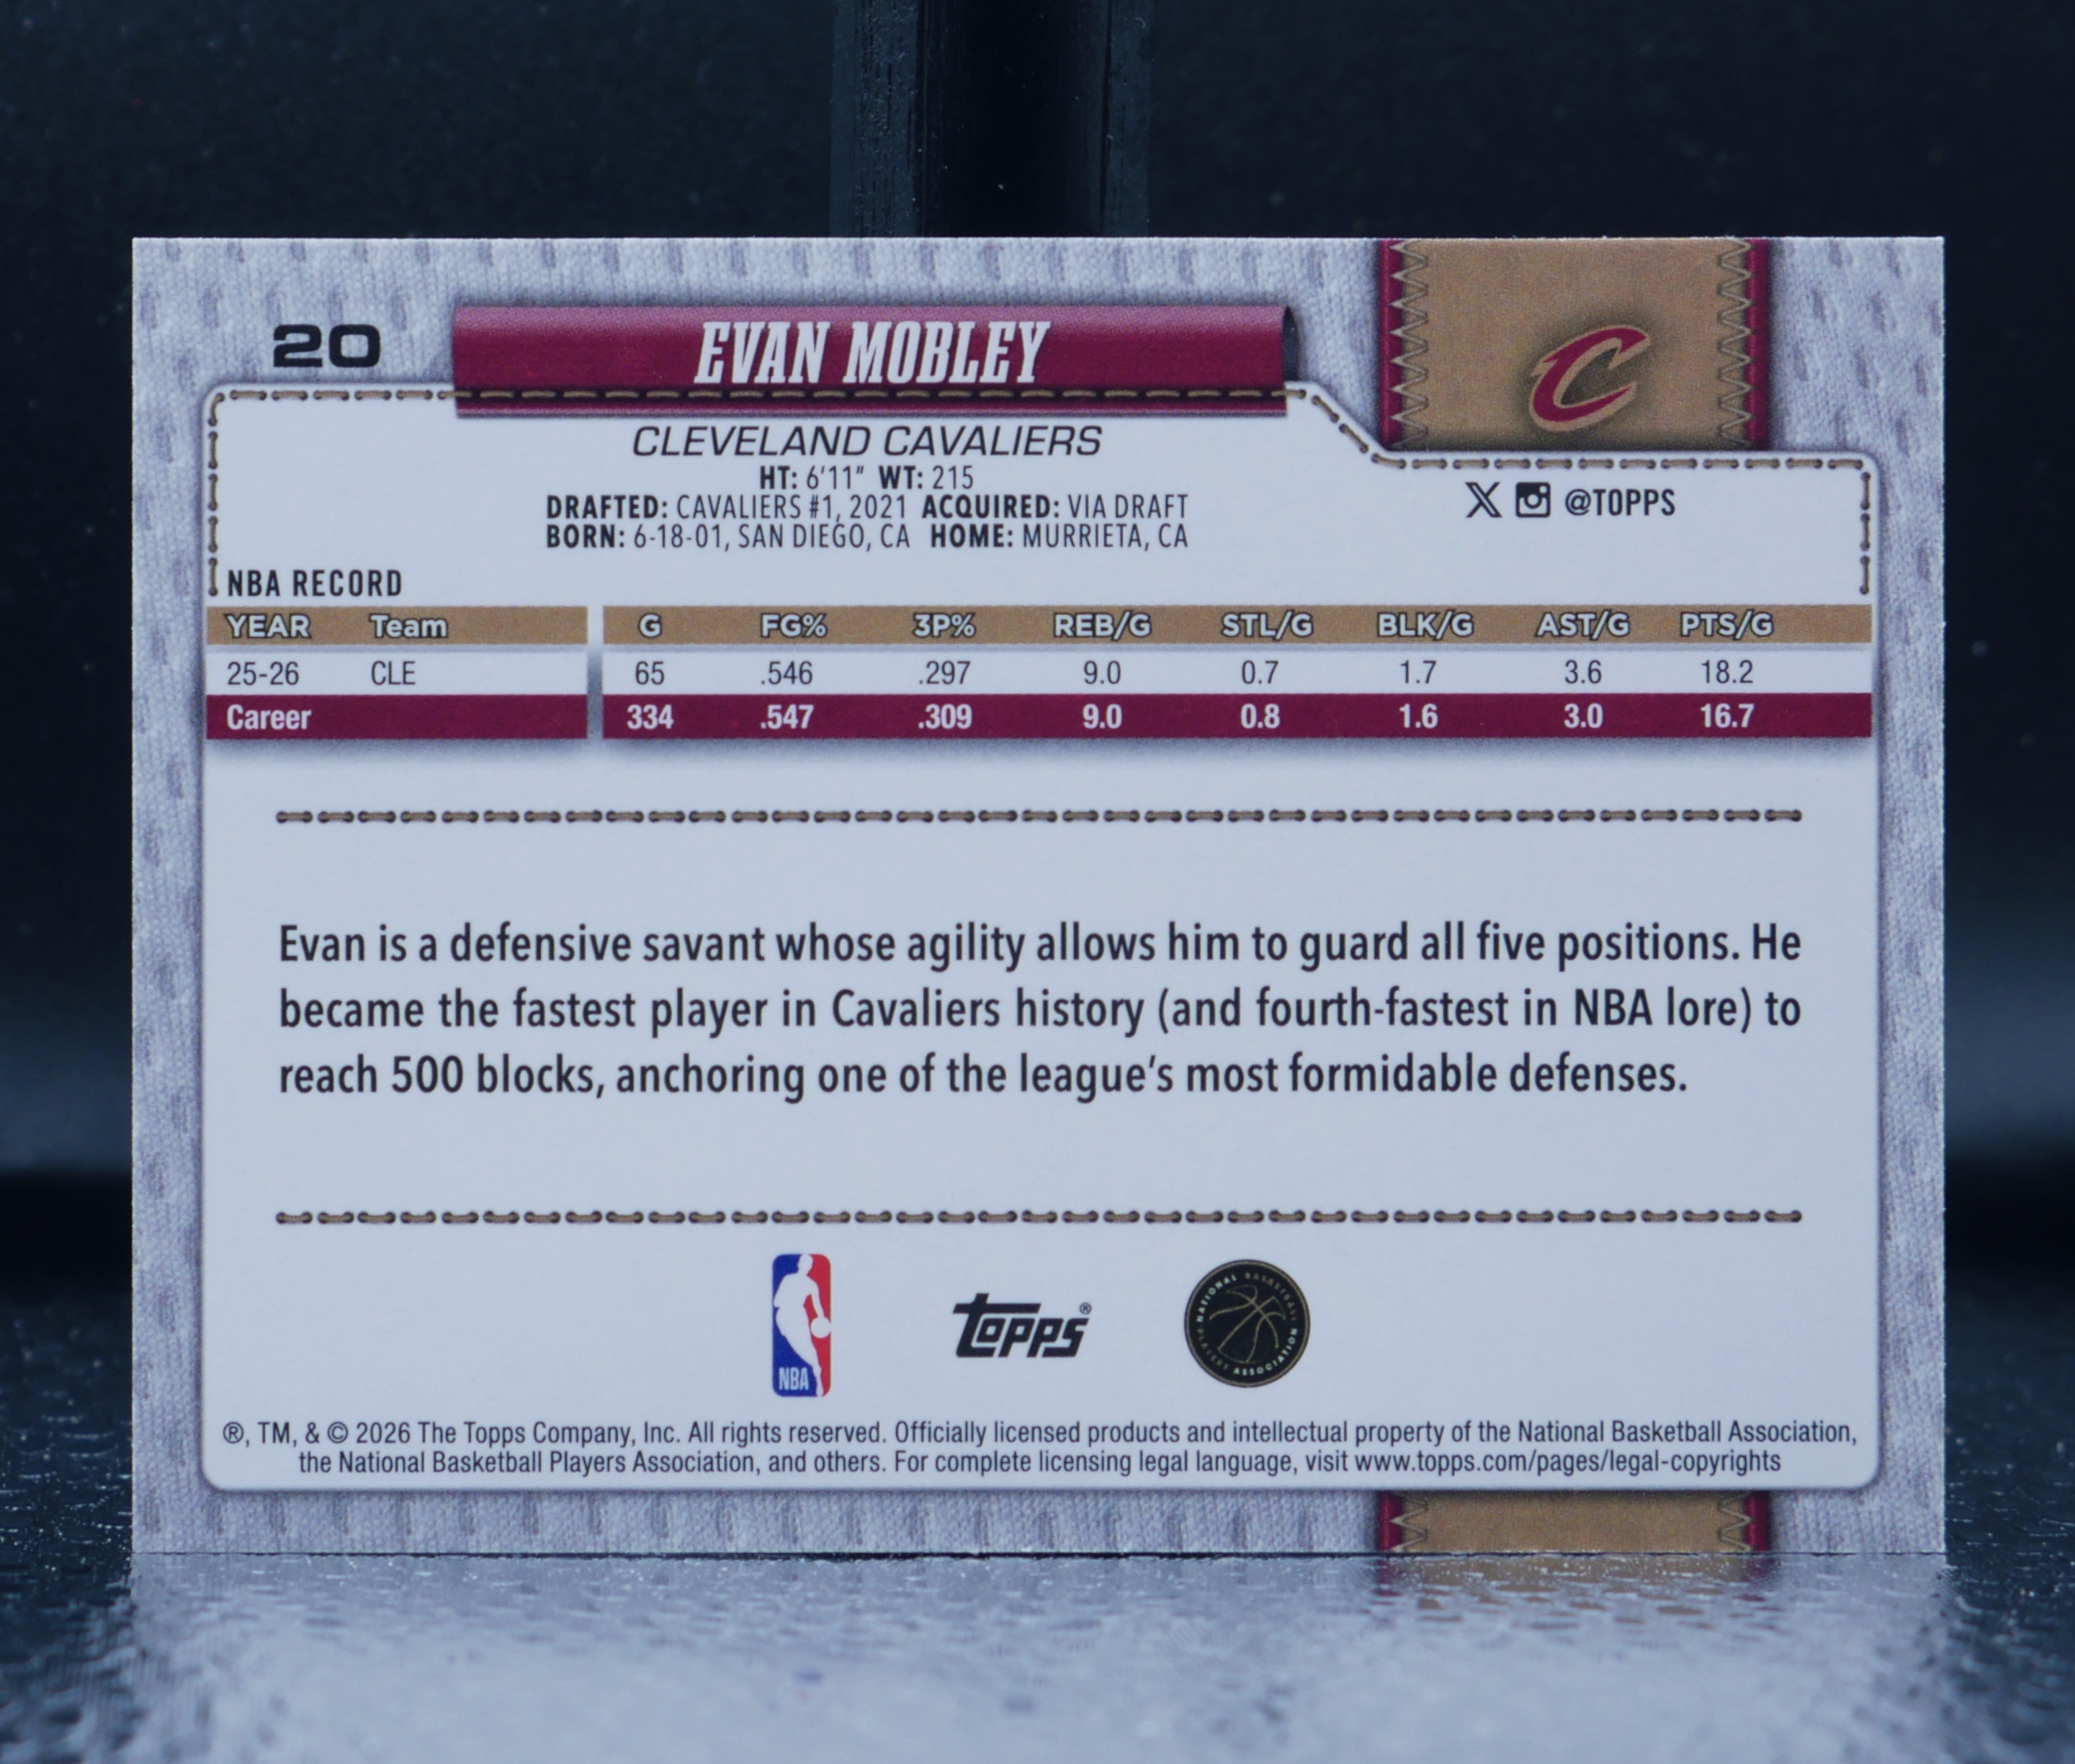 20
EVAN MOBLEY
C
CLEVELAND CAVALIERS
HT: 6'11" WT: 215
DRAFTED: CAVALIERS #1, 2021 ACQUIRED: VIA DRAFT
BORN: 6-18-01, SAN DIEGO, CA HOME: MURRIETA, CA
X @TOPPS
NBA RECORD
YEAR Team G FG% 3P% REB/G STL/G BLK/G AST/G PTS/G
25-26 CLE 65 .546 .297 9.0 0.7 1.7 3.6 18.2
Career 334 .547 .309 9.0 0.8 1.6 3.0 16.7
Evan is a defensive savant whose agility allows him to guard all five positions. He
became the fastest player in Cavaliers history (and fourth-fastest in NBA lore) to
reach 500 blocks, anchoring one of the league's most formidable defenses.
NBA
Topps®
NATIONAL BASKETBALL PLAYERS ASSOCIATION
®, TM, & © 2026 The Topps Company, Inc. All rights reserved. Officially licensed products and intellectual property of the National Basketball Association,
the National Basketball Players Association, and others. For complete licensing legal language, visit www.topps.com/pages/legal-copyrights